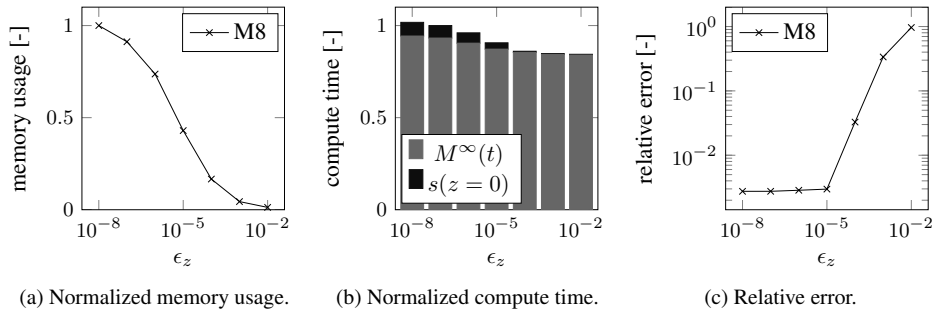 memory usage [-]
1
0.5
0
M8
10⁻⁸
10⁻⁵
10⁻²
ϵ_z
(a) Normalized memory usage.
compute time [-]
1
0.5
0
M^∞(t)
s(z = 0)
10⁻⁸
10⁻⁵
10⁻²
ϵ_z
(b) Normalized compute time.
relative error [-]
10⁰
10⁻¹
10⁻²
M8
10⁻⁸
10⁻⁵
10⁻²
ϵ_z
(c) Relative error.